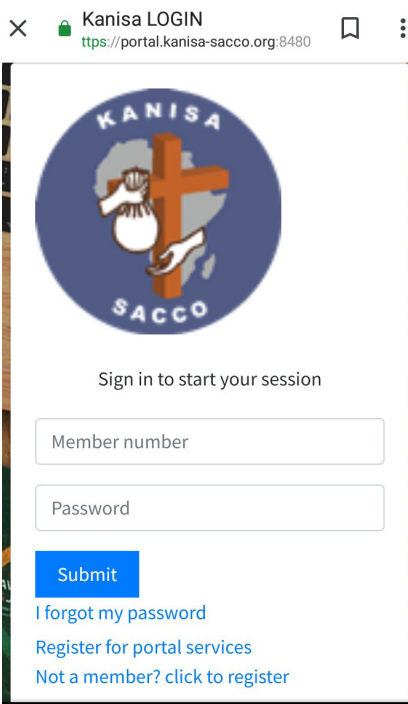 Kanisa LOGIN
ttps://portal.kanisa-sacco.org:8480
KANISA
SACCO
Sign in to start your session
Member number
Password
Submit
I forgot my password
Register for portal services
Not a member? click to register